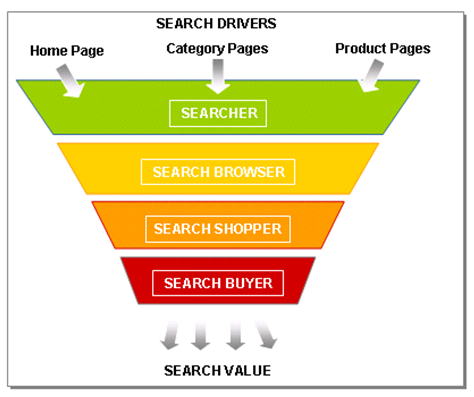 SEARCH DRIVERS
Home Page
Category Pages
Product Pages
SEARCHER
SEARCH BROWSER
SEARCH SHOPPER
SEARCH BUYER
SEARCH VALUE